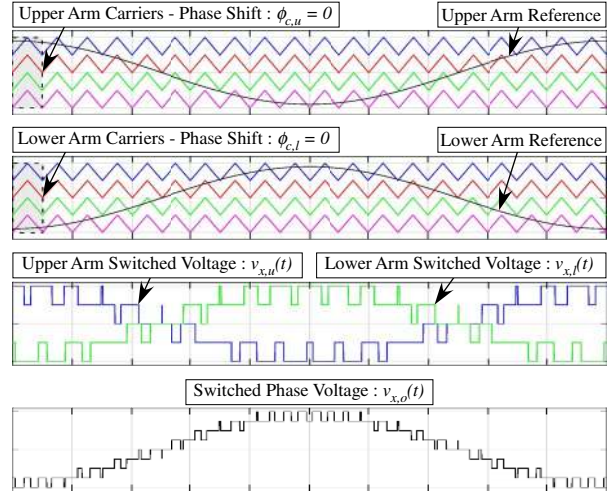 Upper Arm Carriers - Phase Shift : ϕc,u = 0
Upper Arm Reference
Lower Arm Carriers - Phase Shift : ϕc,l = 0
Lower Arm Reference
Upper Arm Switched Voltage : vx,u(t)
Lower Arm Switched Voltage : vx,l(t)
Switched Phase Voltage : vx,o(t)